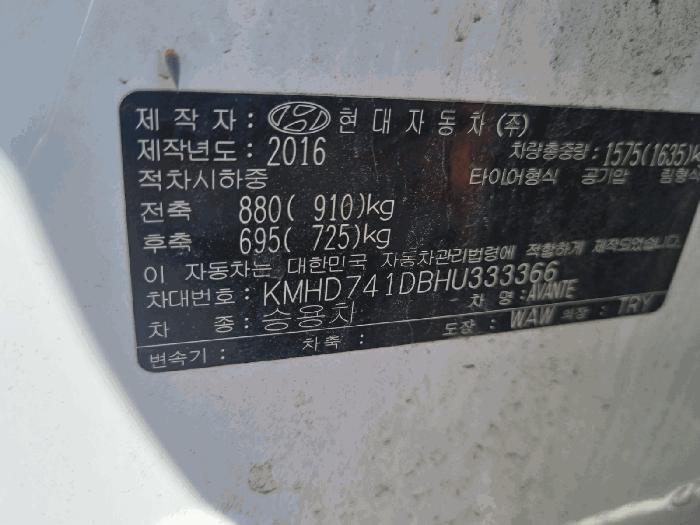 제 작 자 : 현대자동차(주)
제작년도 : 2016 차량총중량 : 1575(1635)k
적차시하중 타이어형식 공기압 림형식
전축 880( 910)kg
후축 695( 725)kg
이 자동차는 대한민국 자동차관리법령에 적합하게 제작되었습니다.
차대번호 : KMHD741DBHU333366
차 종 : 승용차 차 명 : AVANTE
변속기 : 차축 : 도장 : WAW 의장 : TRY